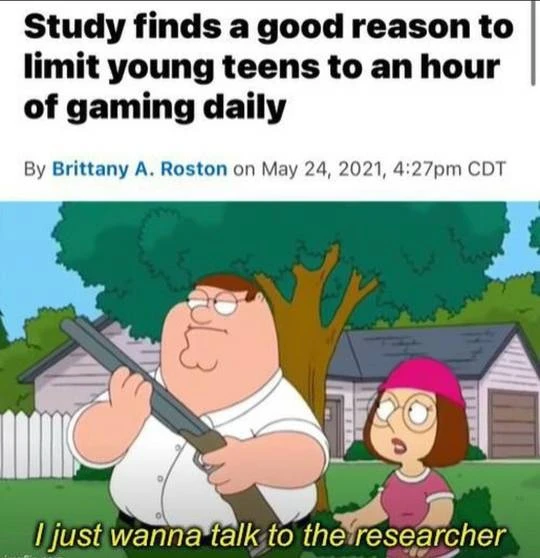 Study finds a good reason to
limit young teens to an hour
of gaming daily
By Brittany A. Roston on May 24, 2021, 4:27pm CDT
I just wanna talk to the researcher